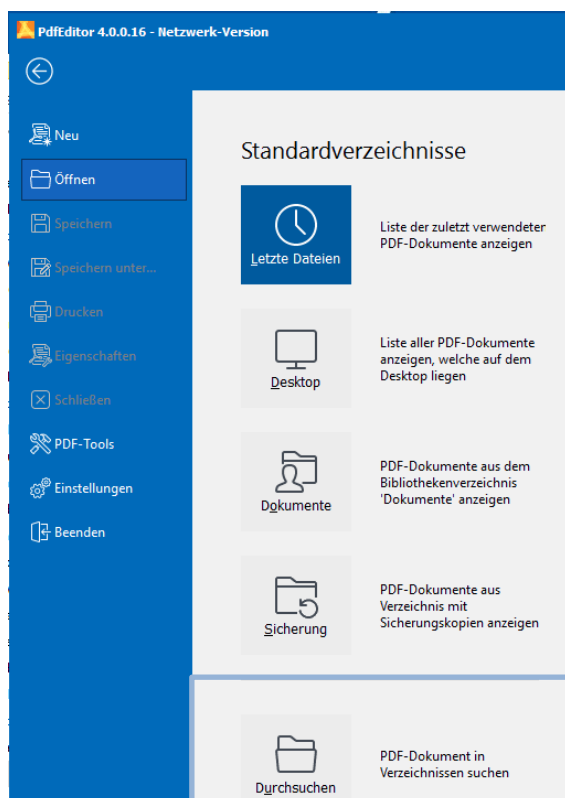 PdfEditor 4.0.0.16 - Netzwerk-Version
Neu
Öffnen
Speichern
Speichern unter...
Drucken
Eigenschaften
Schließen
PDF-Tools
Einstellungen
Beenden
Standardverzeichnisse
Letzte Dateien
Liste der zuletzt verwendeter
PDF-Dokumente anzeigen
Desktop
Liste aller PDF-Dokumente
anzeigen, welche auf dem
Desktop liegen
Dokumente
PDF-Dokumente aus dem
Bibliothekenverzeichnis
'Dokumente' anzeigen
Sicherung
PDF-Dokumente aus
Verzeichnis mit
Sicherungskopien anzeigen
Durchsuchen
PDF-Dokument in
Verzeichnissen suchen